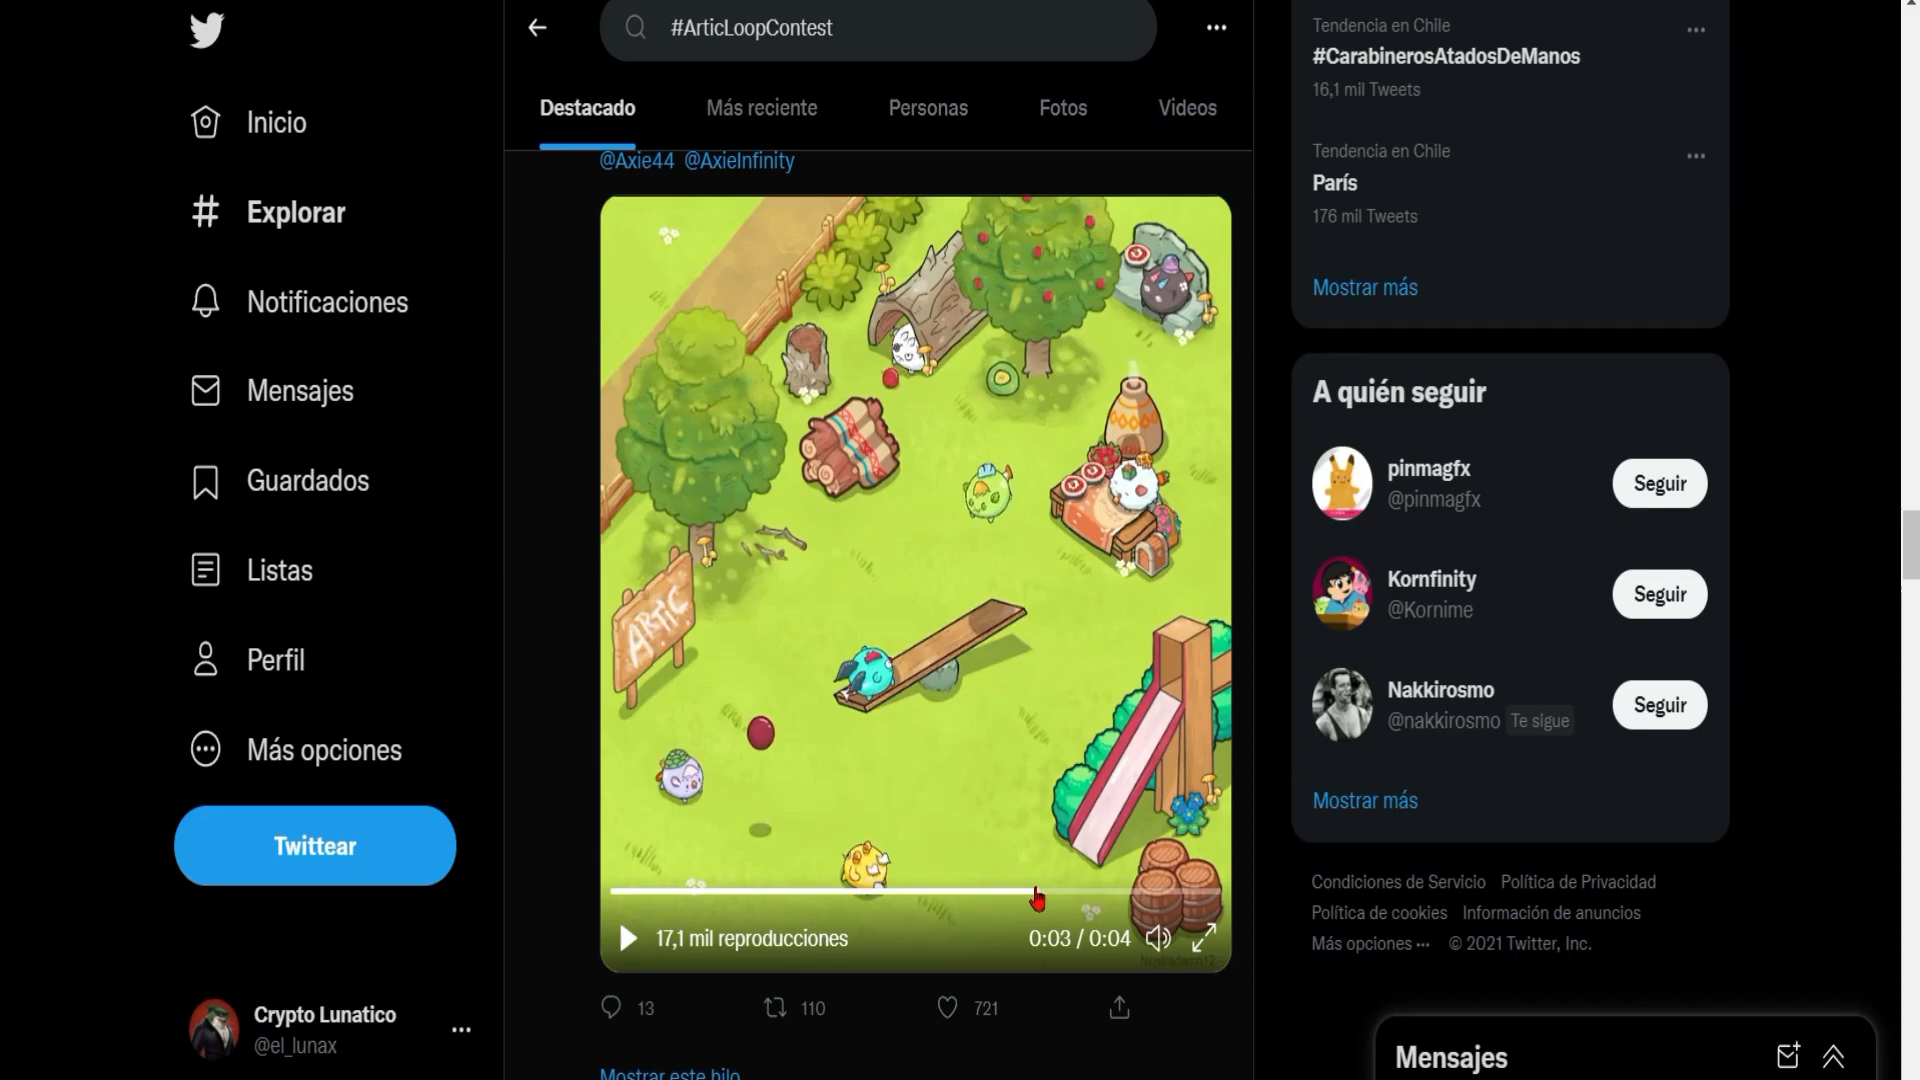 Inicio
Explorar
Notificaciones
Mensajes
Guardados
Listas
Perfil
Más opciones
Twittear
Crypto Lunatico
@el_lunax
#ArticLoopContest
Destacado Más reciente Personas Fotos Videos
@Axie44 @AxieInfinity
ARTIC
17,1 mil reproducciones
0:03 / 0:04
Nostradamn12
13 110 721
Mostrar este hilo
Tendencia en Chile
#CarabinerosAtadosDeManos
16,1 mil Tweets
Tendencia en Chile
París
176 mil Tweets
Mostrar más
A quién seguir
pinmagfx
@pinmagfx
Seguir
Kornfinity
@Kornime
Seguir
Nakkirosmo
@nakkirosmo Te sigue
Seguir
Mostrar más
Condiciones de Servicio Política de Privacidad
Política de cookies Información de anuncios
Más opciones ··· © 2021 Twitter, Inc.
Mensajes